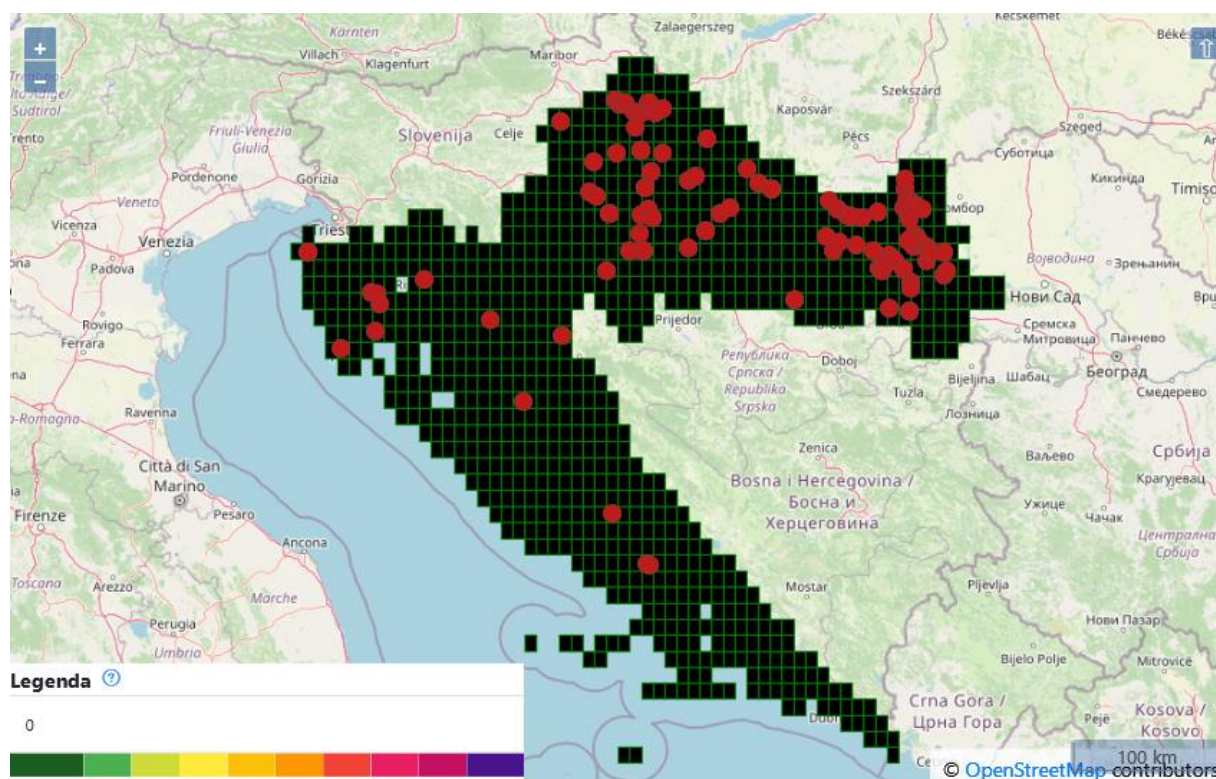 Kecskemét
Zalaegerszeg
Kärnten
Villach
Klagenfurt
Maribor
Südtirol
Szekszárd
Kaposvár
Friuli-Venezia
Giulia
Slovenija
Celje
Pécs
Szeged
Суботица
Pordenone
Gorizia
Кикинда
Veneto
Vicenza
Venezia
Padova
Војводина
Зрењанин
Нови Сад
Rovigo
Prijedor
Сремска
Митровица
Панчево
Ferrara
Република
Српска /
Republika
Srpska
Doboj
Bijeljina
Шабац
Београд
Tuzla
Смедерево
Ravenna
Лозница
Zenica
Ваљево
Србија
Città di San
Marino
Bosna i Hercegovina /
Босна и
Херцеговина
Крагујевац
Pesaro
Ужице
Чачак
Firenze
Ancona
Toscana
Arezzo
Marche
Mostar
Pljevlja
Нови Пазар
Perugia
Umbria
Bijelo Polje
Mitrovicë
Legenda
0
Crna Gora /
Црна Гора
Pejë
Kosova /
Kosovo
100 km
© OpenStreetMap contributors